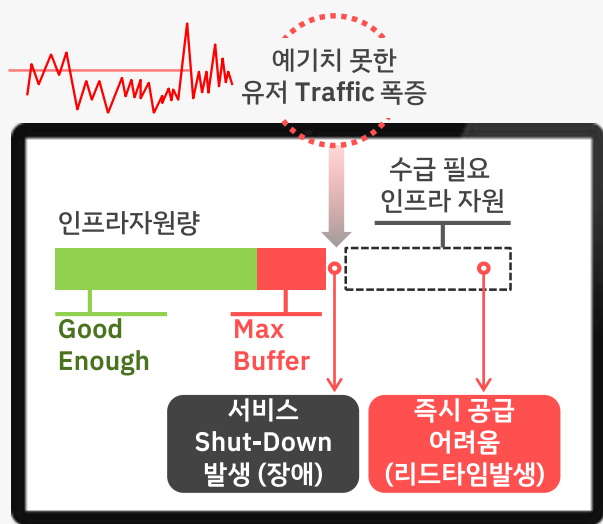 예기치 못한
유저 Traffic 폭증
수급 필요
인프라 자원
인프라자원량
Good
Enough
Max
Buffer
서비스
Shut-Down
발생 (장애)
즉시 공급
어려움
(리드타임발생)